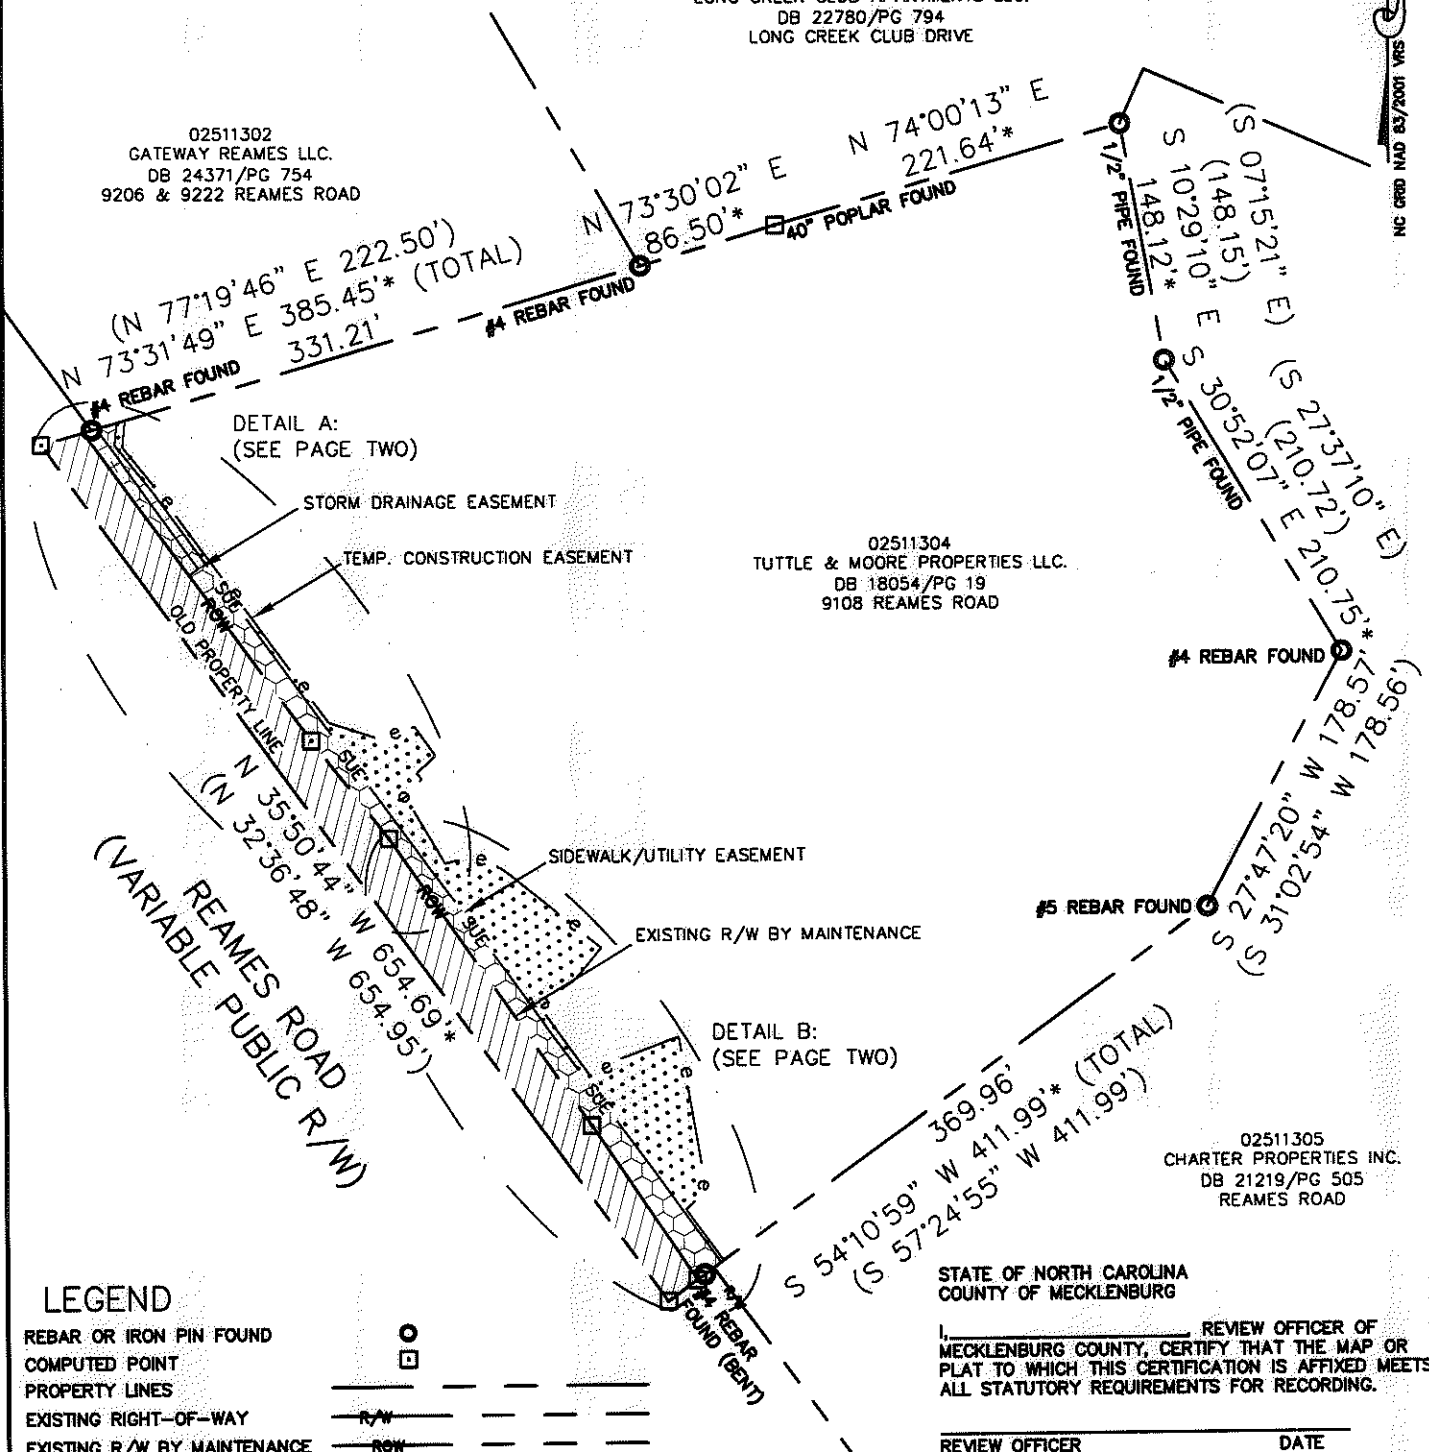 DB 22780/PG 794
LONG CREEK CLUB DRIVE
NC GRID NAD 83/2001 VRS
02511302
GATEWAY REAMES LLC.
DB 24371/PG 754
9206 & 9222 REAMES ROAD
N 74°00'13" E
221.64'*
N 73°30'02" E
86.50'*
40" POPLAR FOUND
(N 77°19'46" E 222.50')
N 73°31'49" E 385.45'* (TOTAL)
331.21'
#4 REBAR FOUND
#4 REBAR FOUND
(S 07°15'21" E)
(148.15')
S 10°29'10" E
148.12'*
1/2" PIPE FOUND
(S 27°37'10" E)
(210.72')
S 30°52'07" E 210.75'*
1/2" PIPE FOUND
DETAIL A:
(SEE PAGE TWO)
STORM DRAINAGE EASEMENT
TEMP. CONSTRUCTION EASEMENT
e
SUE
e
ROW
OLD PROPERTY LINE
e
02511304
TUTTLE & MOORE PROPERTIES LLC.
DB 18054/PG 19
9108 REAMES ROAD
#4 REBAR FOUND
S 27°47'20" W 178.57'*
(S 31°02'54" W 178.56')
#5 REBAR FOUND
e
SUE
e
N 35°50'44" W 654.69'*
(N 32°36'48" W 654.95')
REAMES ROAD
(VARIABLE PUBLIC R/W)
SIDEWALK/UTILITY EASEMENT
e
ROW
SUE
e
EXISTING R/W BY MAINTENANCE
e
DETAIL B:
(SEE PAGE TWO)
e
e
SUE
e
369.96'
S 54°10'59" W 411.99'* (TOTAL)
(S 57°24'55" W 411.99')
02511305
CHARTER PROPERTIES INC.
DB 21219/PG 505
REAMES ROAD
#4 REBAR
FOUND (BENT)
R/W
LEGEND
REBAR OR IRON PIN FOUND
COMPUTED POINT
PROPERTY LINES
EXISTING RIGHT-OF-WAY R/W
EXISTING R/W BY MAINTENANCE ROW
STATE OF NORTH CAROLINA
COUNTY OF MECKLENBURG
I,____________________ REVIEW OFFICER OF
MECKLENBURG COUNTY, CERTIFY THAT THE MAP OR
PLAT TO WHICH THIS CERTIFICATION IS AFFIXED MEETS
ALL STATUTORY REQUIREMENTS FOR RECORDING.
REVIEW OFFICER DATE